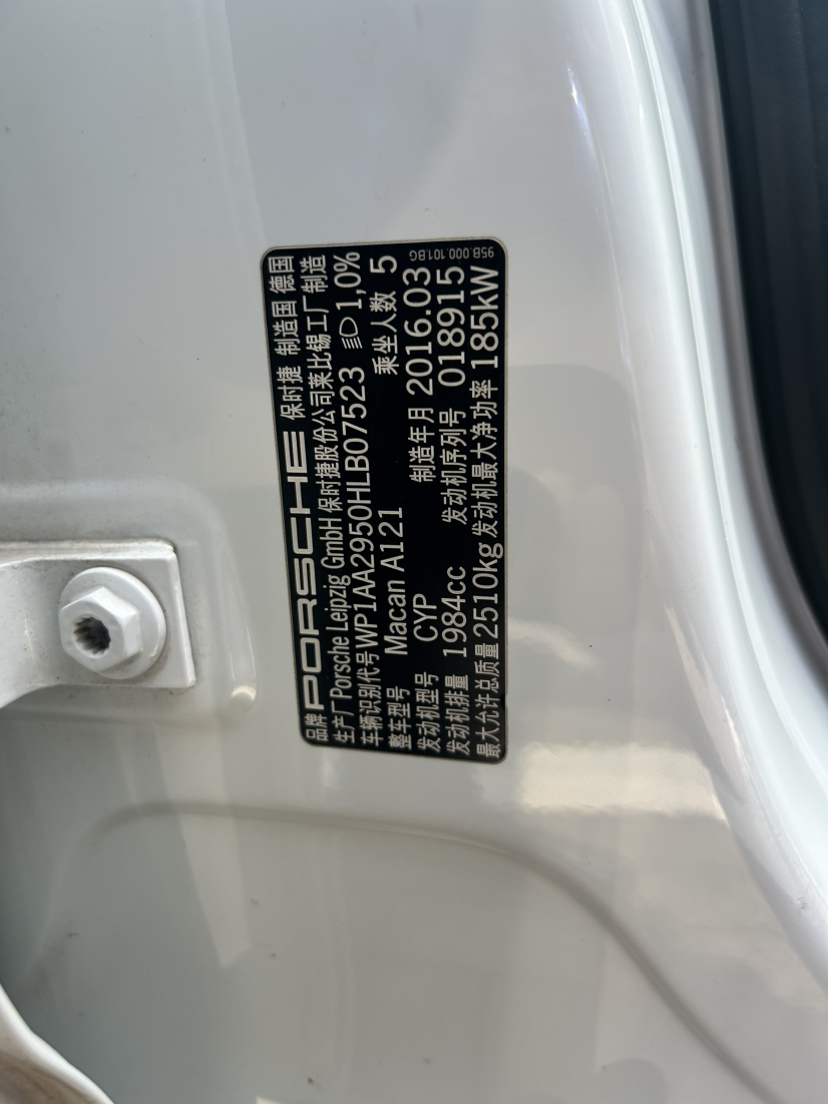 品牌 PORSCHE 保时捷 制造国 德国
生产厂 Porsche Leipzig GmbH 保时捷股份公司莱比锡工厂制造
车辆识别代号 WP1AA2950HLB07523 1,0%
整车型号 Macan A121 乘坐人数 5
发动机型号 CYP 制造年月 2016.03
发动机排量 1984cc 发动机序列号 018915
最大允许总质量 2510kg 发动机最大净功率 185kW
95B.000.101.BG